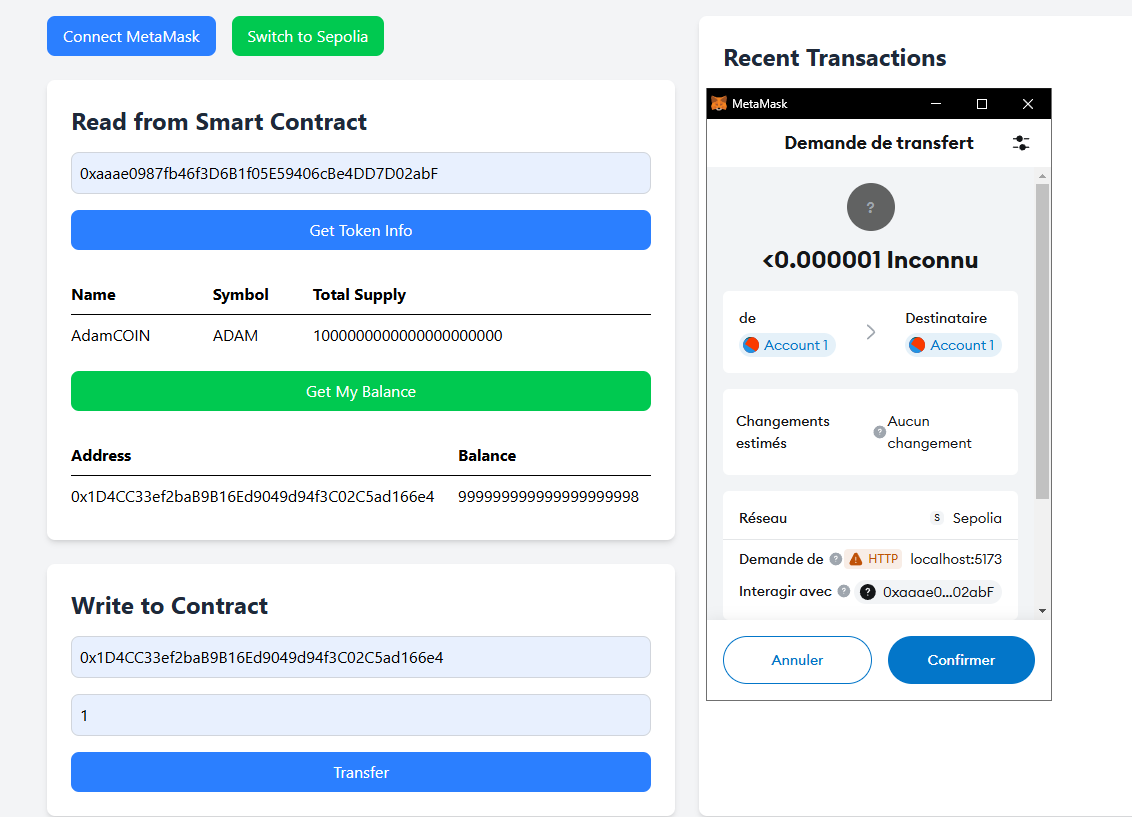 Connect MetaMask
Switch to Sepolia
Read from Smart Contract
0xaaae0987fb46f3D6B1f05E59406cBe4DD7D02abF
Get Token Info
Name Symbol Total Supply
AdamCOIN ADAM 1000000000000000000000
Get My Balance
Address Balance
0x1D4CC33ef2baB9B16Ed9049d94f3C02C5ad166e4 999999999999999999998
Write to Contract
0x1D4CC33ef2baB9B16Ed9049d94f3C02C5ad166e4
1
Transfer
Recent Transactions
MetaMask
Demande de transfert
?
<0.000001 Inconnu
de Destinataire
Account 1 Account 1
Changements estimés ? Aucun changement
Réseau S Sepolia
Demande de ? HTTP localhost:5173
Interagir avec ? ? 0xaaae0...02abF
Annuler Confirmer